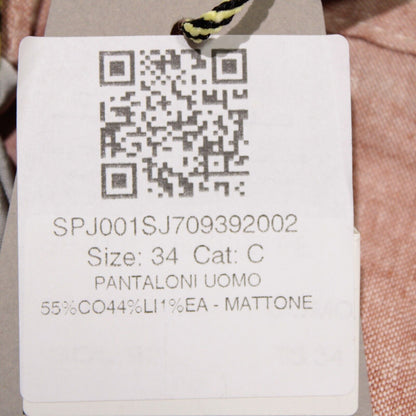 SPJ001SJ709392002
Size: 34 Cat: C
PANTALONI UOMO
55%CO44%LI1%EA - MATTONE